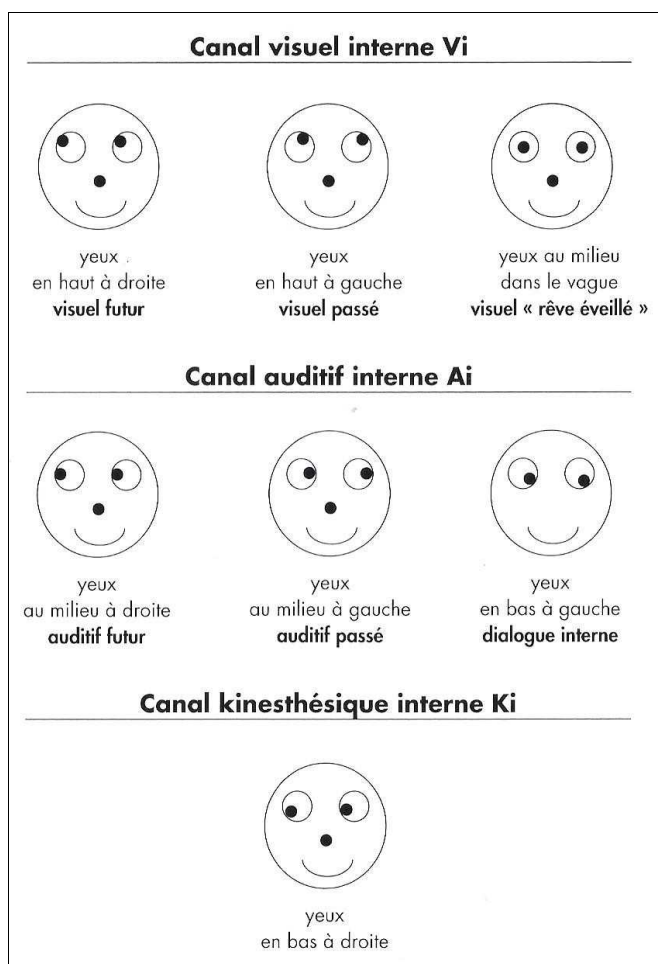 Canal visuel interne Vi
yeux
en haut à droite
visuel futur
yeux
en haut à gauche
visuel passé
yeux au milieu
dans le vague
visuel « rêve éveillé »
Canal auditif interne Ai
yeux
au milieu à droite
auditif futur
yeux
au milieu à gauche
auditif passé
yeux
en bas à gauche
dialogue interne
Canal kinesthésique interne Ki
yeux
en bas à droite